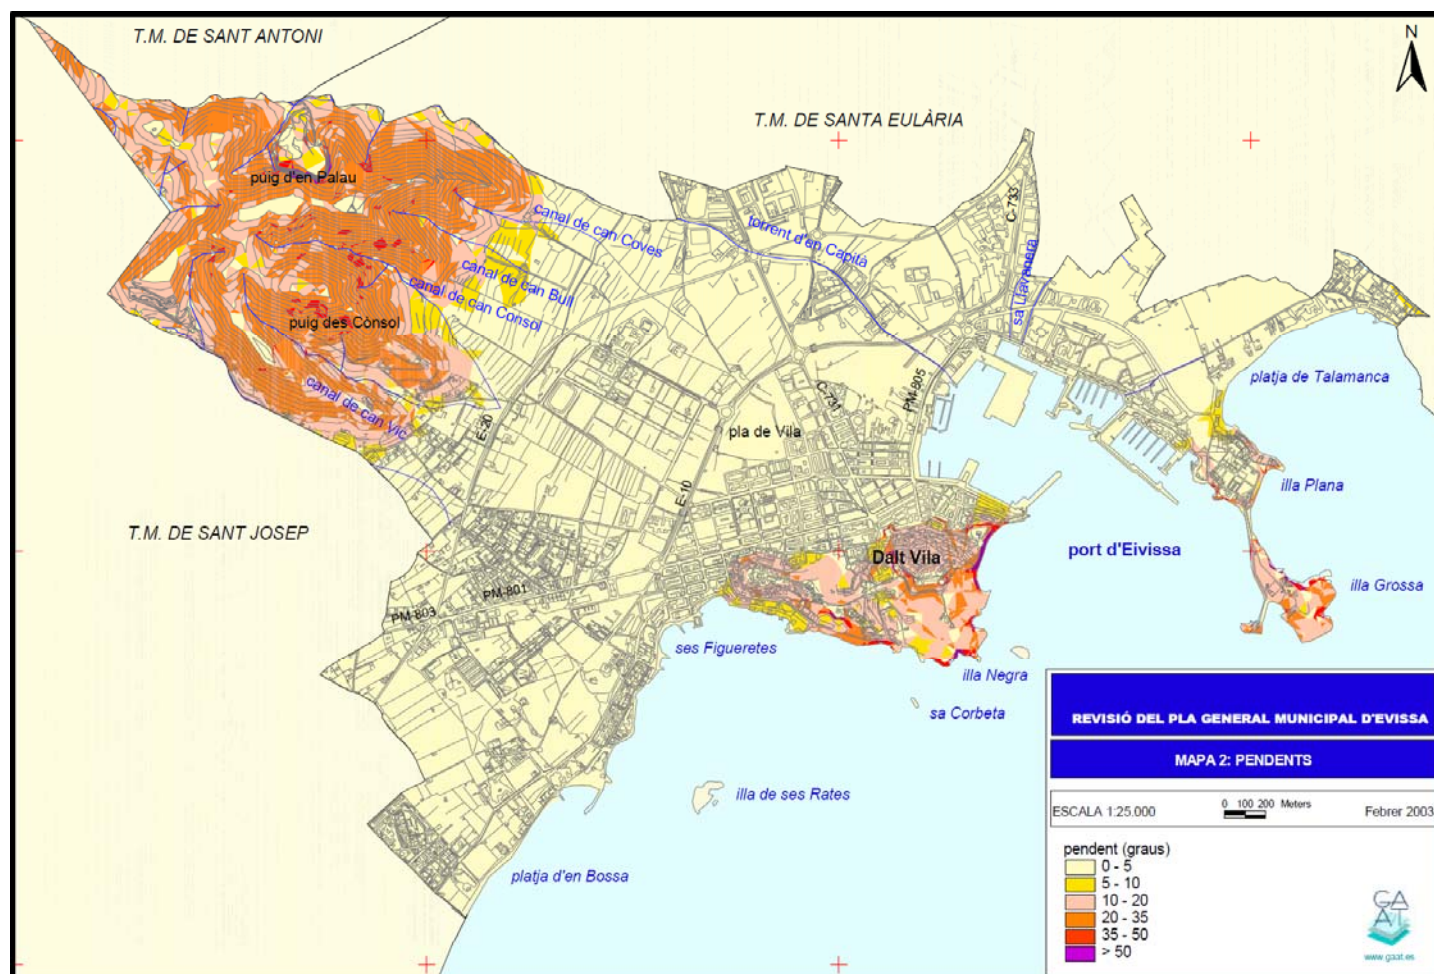 T.M. DE SANT ANTONI
N
T.M. DE SANTA EULÀRIA
puig d'en Palau
C-733
canal de can Coves
torrent d'en Capità
sa Llavanera
canal de can Bull
canal de can Consol
puig des Cònsol
platja de Talamanca
canal de can Vic
C-731
PM-805
E-20
pla de Vila
illa Plana
E-10
T.M. DE SANT JOSEP
Dalt Vila
port d'Eivissa
illa Grossa
PM-801
PM-803
ses Figueretes
illa Negra
sa Corbeta
illa de ses Rates
platja d'en Bossa
REVISIÓ DEL PLA GENERAL MUNICIPAL D'EVISSA
MAPA 2: PENDENTS
ESCALA 1:25.000
0 100 200 Meters
Febrer 2003
pendent (graus)
0 - 5
5 - 10
10 - 20
20 - 35
35 - 50
> 50
GAAT
www.gaat.es